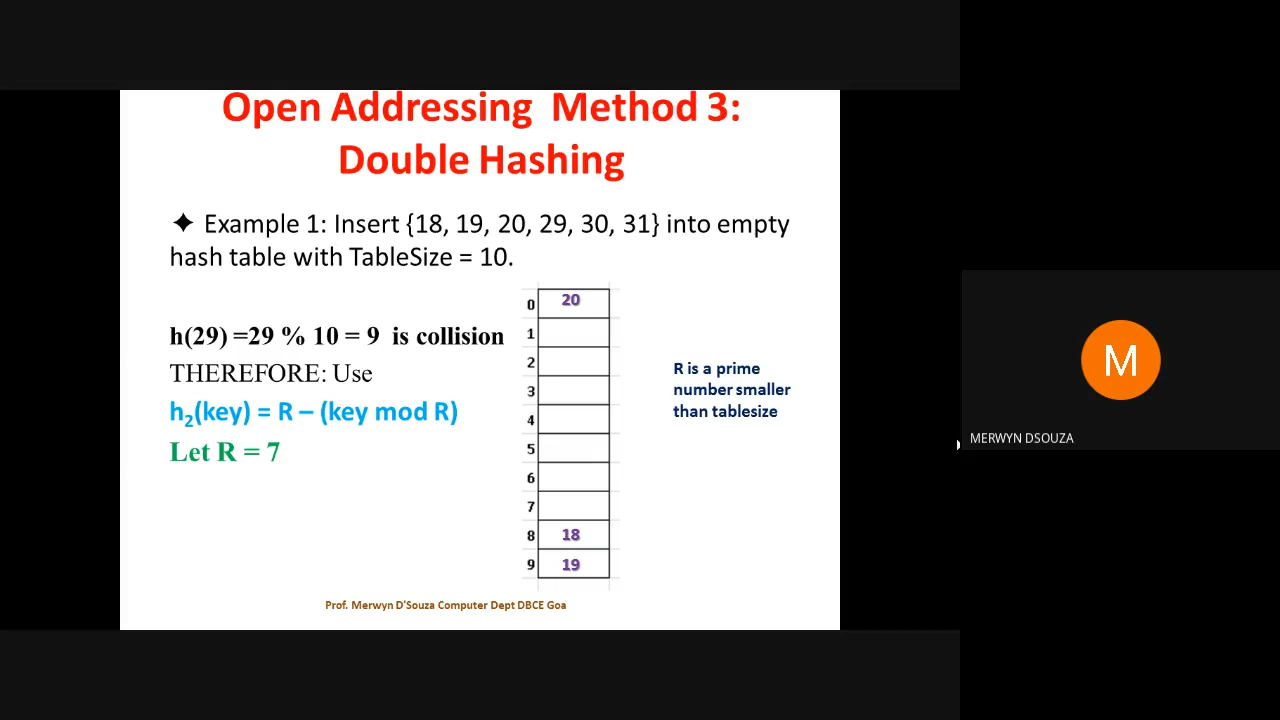 Open Addressing Method 3:
Double Hashing
✦ Example 1: Insert {18, 19, 20, 29, 30, 31} into empty
hash table with TableSize = 10.
h(29) =29 % 10 = 9 is collision
THEREFORE: Use
h₂(key) = R – (key mod R)
Let R = 7
0 20
1
2
3
4
5
6
7
8 18
9 19
R is a prime
number smaller
than tablesize
Prof. Merwyn D'Souza Computer Dept DBCE Goa
M
MERWYN DSOUZA